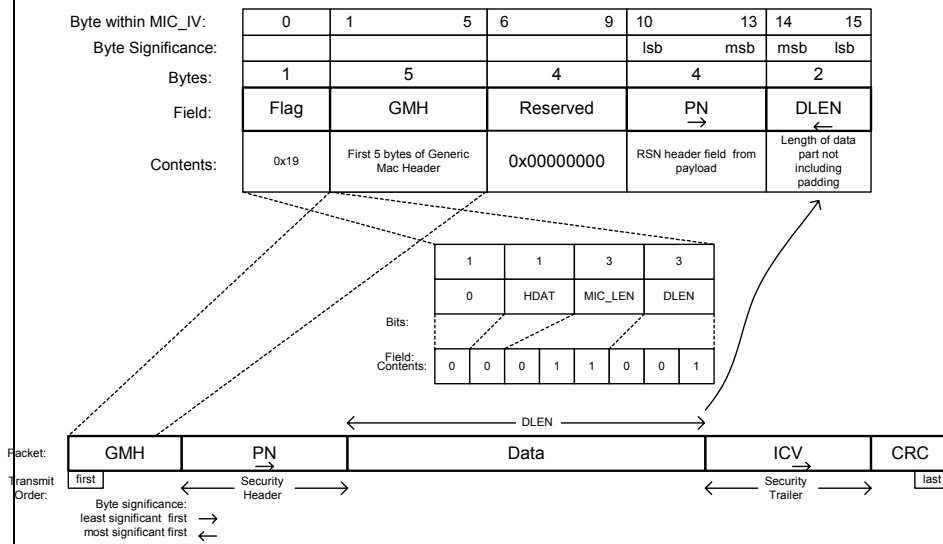 Byte within MIC_IV: 0 1 5 6 9 10 13 14 15
Byte Significance: lsb msb msb lsb
Bytes: 1 5 4 4 2
Field: Flag GMH Reserved PN → DLEN ←
Contents: 0x19 First 5 bytes of Generic Mac Header 0x00000000 RSN header field from payload Length of data part not including padding
1 1 3 3
0 HDAT MIC_LEN DLEN
Bits:
Field:
Contents: 0 0 0 1 1 0 0 1
DLEN
Packet: GMH PN → Data ICV → CRC
Transmit Order: first Security Header Security Trailer last
Byte significance:
least significant first →
most significant first ←